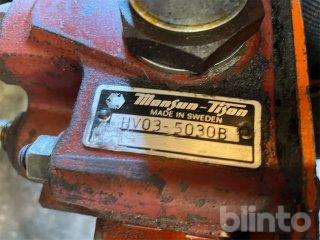 Monsun-Tison
MADE IN SWEDEN
HV03-5030B
blinto